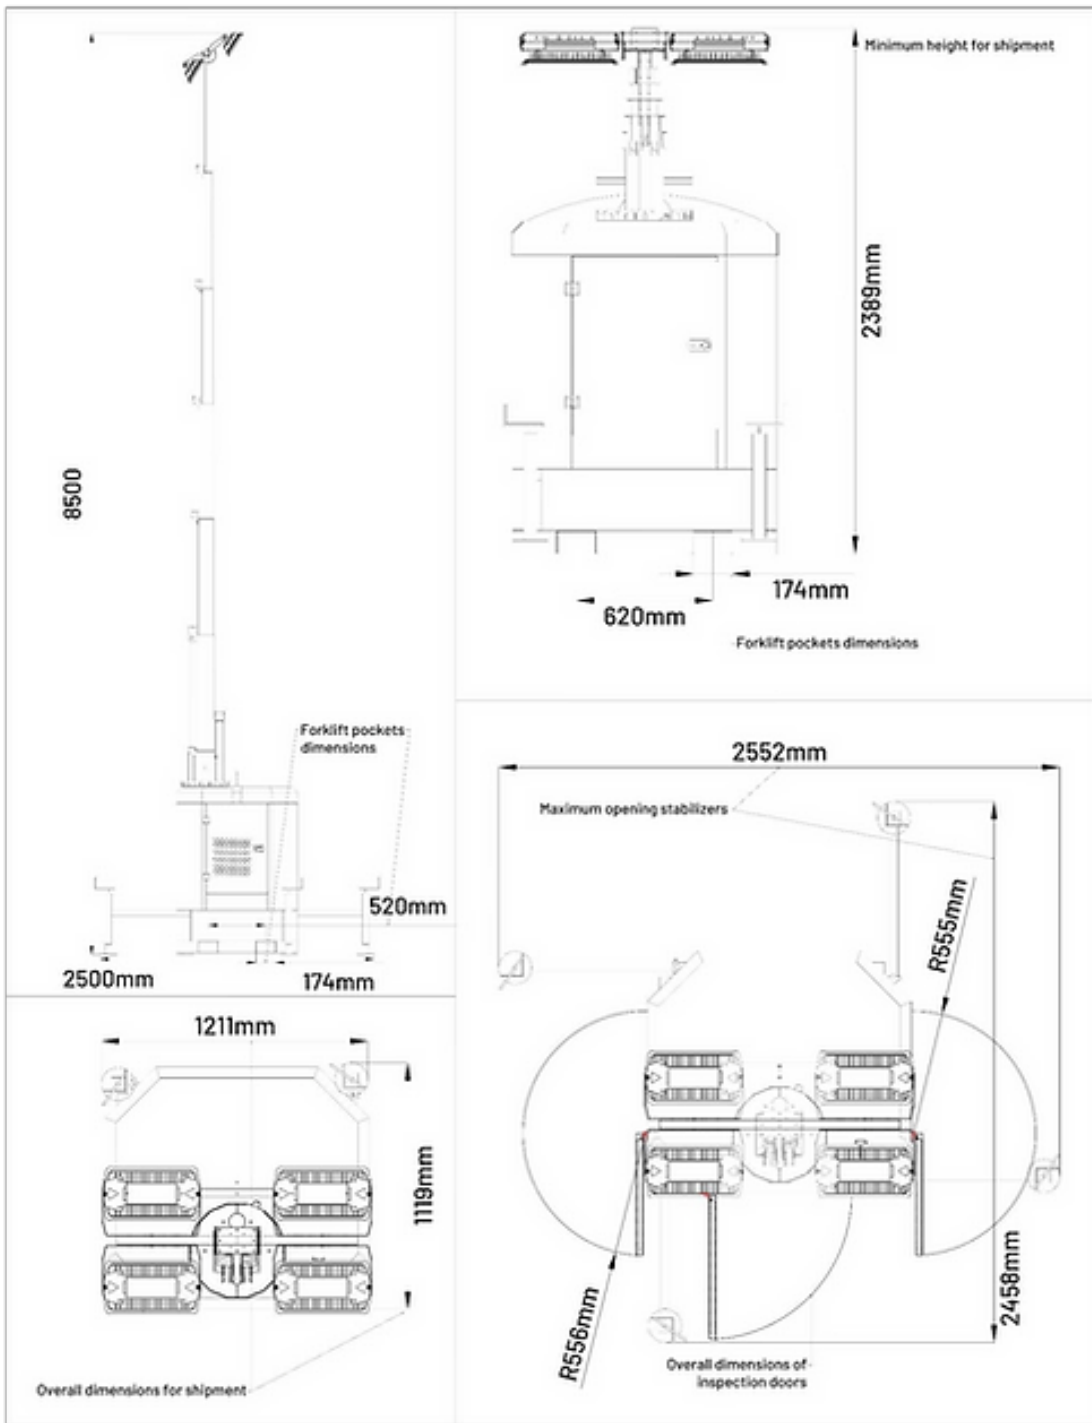 8500
Forklift pockets
dimensions
520mm
2500mm
174mm
Minimum height for shipment
2389mm
174mm
620mm
Forklift pockets dimensions
1211mm
1119mm
Overall dimensions for shipment
2552mm
Maximum opening stabilizers
R555mm
2458mm
R556mm
Overall dimensions of
inspection doors